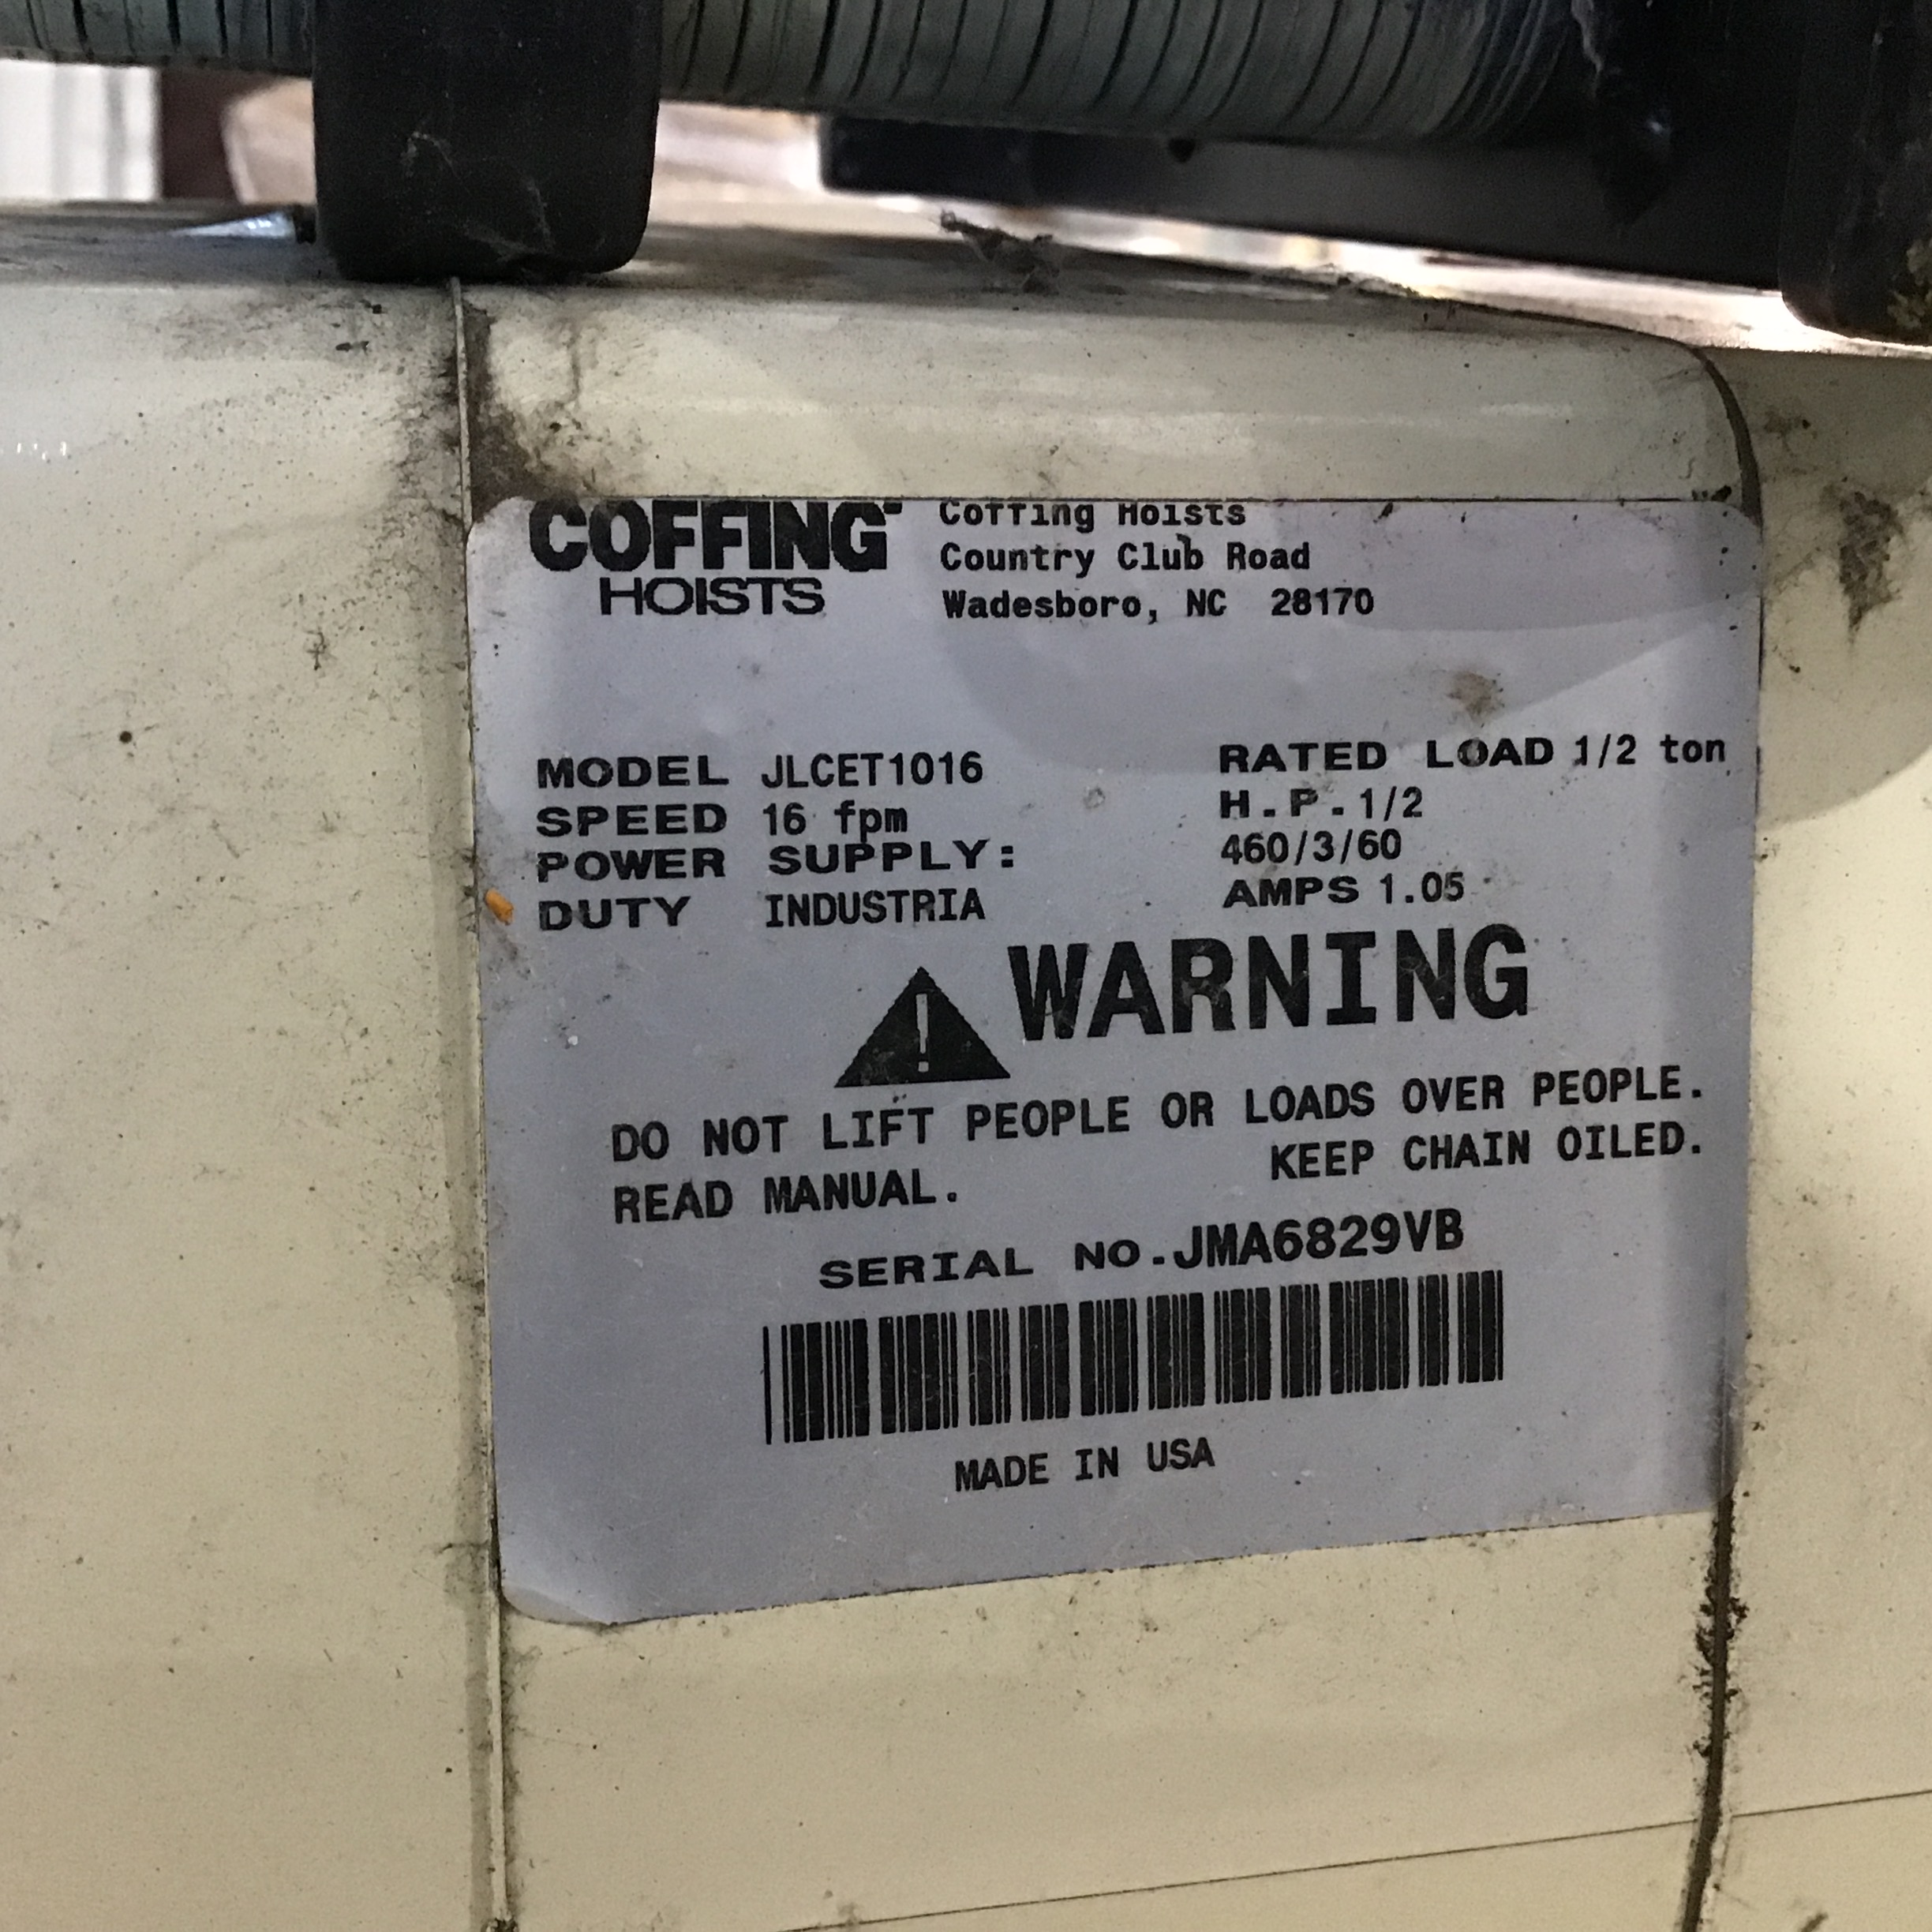 COFFING
HOISTS
Coffing Hoists
Country Club Road
Wadesboro, NC 28170
MODEL JLCET1016
RATED LOAD 1/2 ton
SPEED 16 fpm
H.P. 1/2
POWER SUPPLY:
460/3/60
DUTY INDUSTRIA
AMPS 1.05
! WARNING
DO NOT LIFT PEOPLE OR LOADS OVER PEOPLE.
READ MANUAL. KEEP CHAIN OILED.
SERIAL NO. JMA6829VB
MADE IN USA